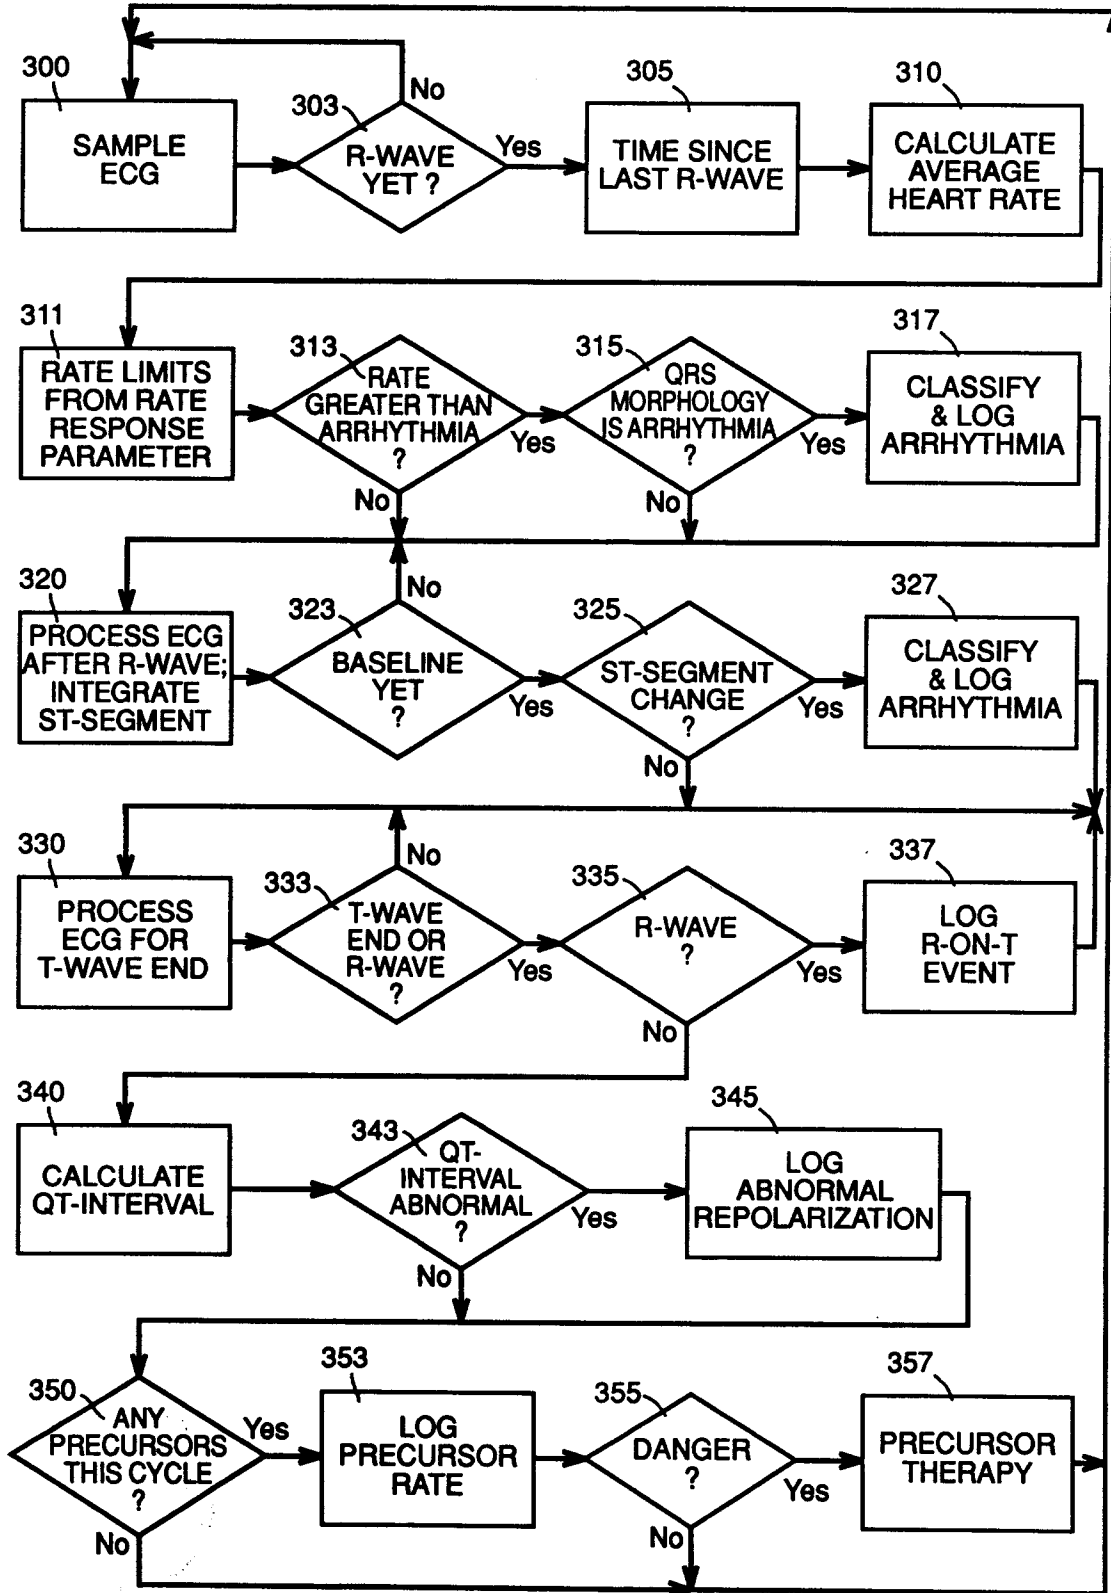 300
SAMPLE
ECG
303
R-WAVE
YET ?
No
Yes
305
TIME SINCE
LAST R-WAVE
310
CALCULATE
AVERAGE
HEART RATE
311
RATE LIMITS
FROM RATE
RESPONSE
PARAMETER
313
RATE
GREATER THAN
ARRHYTHMIA
?
Yes
No
315
QRS
MORPHOLOGY
IS ARRHYTHMIA
?
Yes
No
317
CLASSIFY
& LOG
ARRHYTHMIA
320
PROCESS ECG
AFTER R-WAVE;
INTEGRATE
ST-SEGMENT
No
323
BASELINE
YET
?
Yes
325
ST-SEGMENT
CHANGE
?
Yes
No
327
CLASSIFY
& LOG
ARRHYTHMIA
330
PROCESS
ECG FOR
T-WAVE END
No
333
T-WAVE
END OR
R-WAVE
?
Yes
335
R-WAVE
?
Yes
No
337
LOG
R-ON-T
EVENT
340
CALCULATE
QT-INTERVAL
343
QT-
INTERVAL
ABNORMAL
?
Yes
No
345
LOG
ABNORMAL
REPOLARIZATION
350
ANY
PRECURSORS
THIS CYCLE
?
Yes
No
353
LOG
PRECURSOR
RATE
355
DANGER
?
Yes
No
357
PRECURSOR
THERAPY